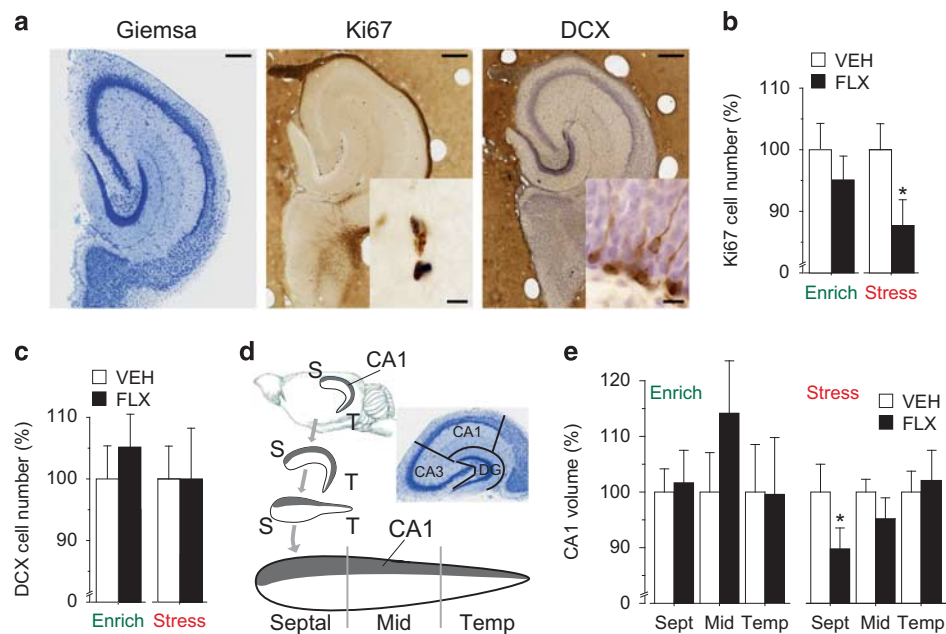 a
Giemsa
Ki67
DCX
b
VEH
FLX
Ki67 cell number (%)
110
100
90
0
*
Enrich
Stress
c
VEH
FLX
DCX cell number (%)
110
100
90
0
Enrich
Stress
d
S
CA1
T
S
T
S
T
CA1
CA3
DG
CA1
Septal
Mid
Temp
e
Enrich
Stress
VEH
FLX
CA1 volume (%)
120
110
100
90
0
*
Sept
Mid
Temp
Sept
Mid
Temp